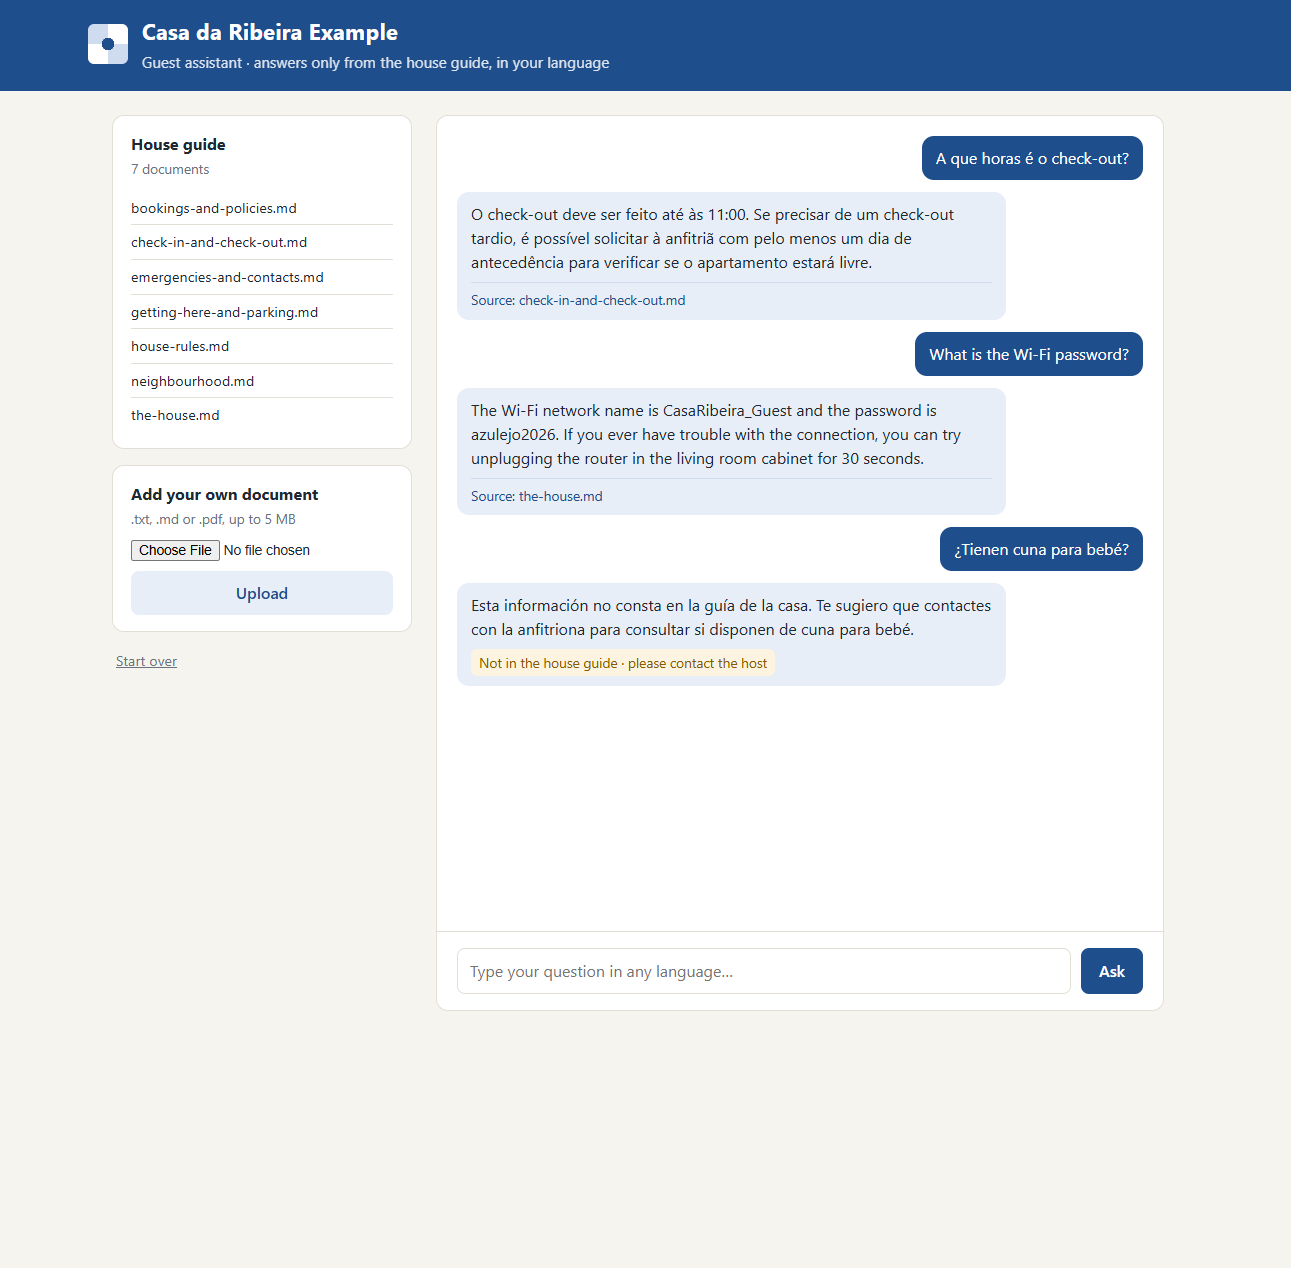 Casa da Ribeira Example
Guest assistant · answers only from the house guide, in your language
House guide
7 documents
bookings-and-policies.md
check-in-and-check-out.md
emergencies-and-contacts.md
getting-here-and-parking.md
house-rules.md
neighbourhood.md
the-house.md
Add your own document
.txt, .md or .pdf, up to 5 MB
Choose File No file chosen
Upload
Start over
A que horas é o check-out?
O check-out deve ser feito até às 11:00. Se precisar de um check-out
tardio, é possível solicitar à anfitriã com pelo menos um dia de
antecedência para verificar se o apartamento estará livre.
Source: check-in-and-check-out.md
What is the Wi-Fi password?
The Wi-Fi network name is CasaRibeira_Guest and the password is
azulejo2026. If you ever have trouble with the connection, you can try
unplugging the router in the living room cabinet for 30 seconds.
Source: the-house.md
¿Tienen cuna para bebé?
Esta información no consta en la guía de la casa. Te sugiero que contactes
con la anfitriona para consultar si disponen de cuna para bebé.
Not in the house guide · please contact the host
Type your question in any language...
Ask